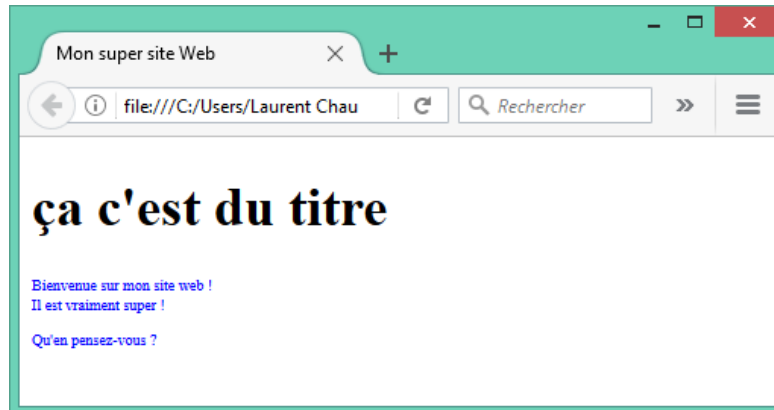 Mon super site Web
file:///C:/Users/Laurent Chau
Rechercher
ça c'est du titre
Bienvenue sur mon site web !
Il est vraiment super !
Qu'en pensez-vous ?